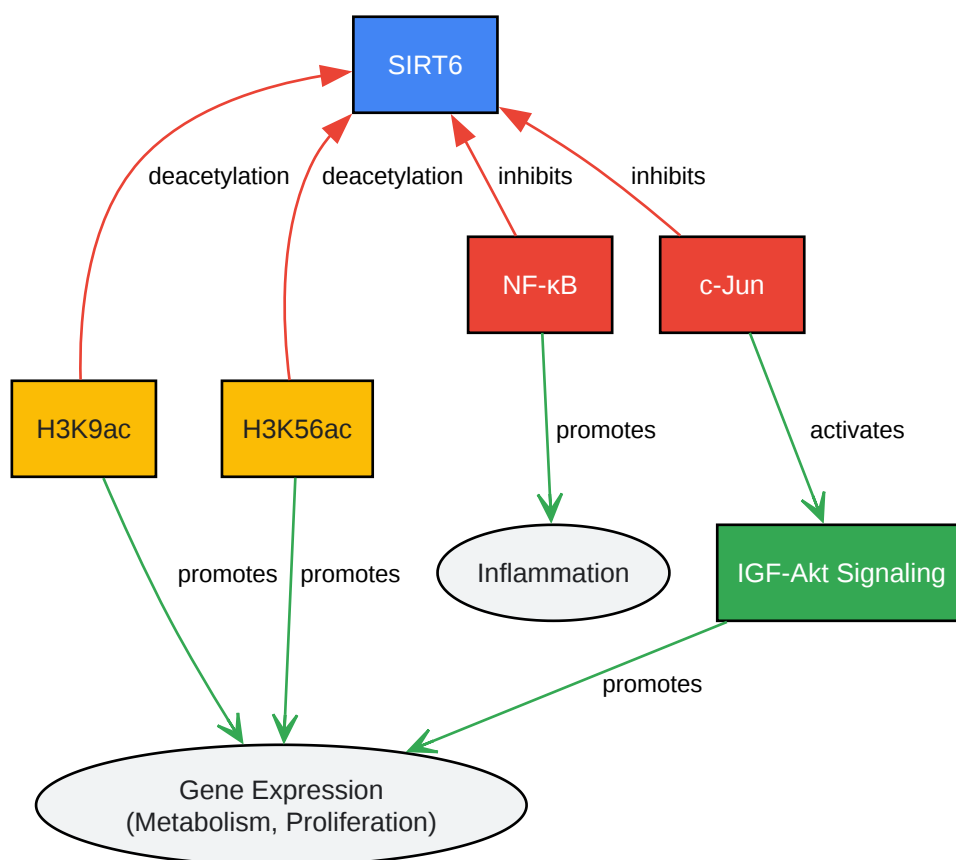 SIRT6
deacetylation
deacetylation
inhibits
inhibits
NF-κB
c-Jun
H3K9ac
H3K56ac
promotes
activates
Inflammation
IGF-Akt Signaling
promotes
promotes
promotes
Gene Expression
(Metabolism, Proliferation)